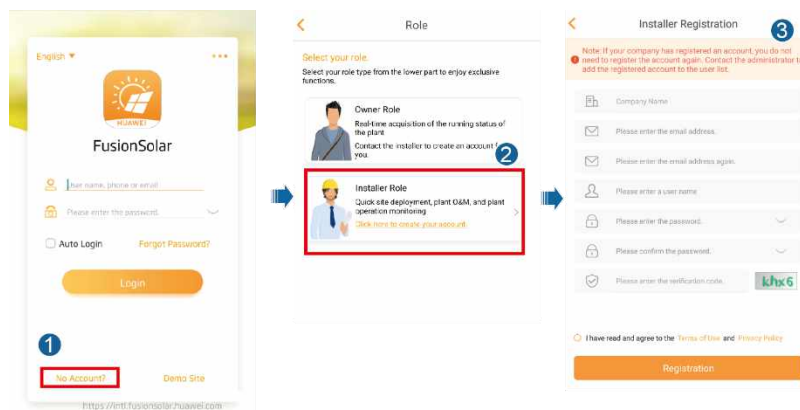 English ▼
HUAWEI
FusionSolar
User name, phone or email
Please enter the password.
Auto Login
Forgot Password?
Login
1
No Account?
Demo Site
https://intl.fusionsolar.huawei.com
Role
Select your role.
Select your role type from the lower part to enjoy exclusive
functions.
Owner Role
Real-time acquisition of the running status of
the plant
Contact the installer to create an account
you.
2
Installer Role
Quick site deployment, plant O&M, and plant
operation monitoring
Click here to create your account.
Installer Registration
3
Note: If your company has registered an account, you do not
need to register the account again. Contact the administrator to
add the registered account to the user list.
Company Name
Please enter the email address.
Please enter the email address again.
Please enter a user name
Please enter the password.
Please confirm the password.
Please enter the verification code.
khx6
I have read and agree to the Terms of Use and Privacy Policy
Registration